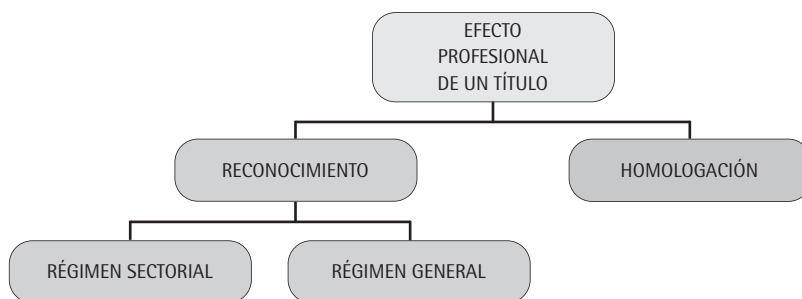 EFECTO
PROFESIONAL
DE UN TÍTULO
RECONOCIMIENTO
HOMOLOGACIÓN
RÉGIMEN SECTORIAL
RÉGIMEN GENERAL